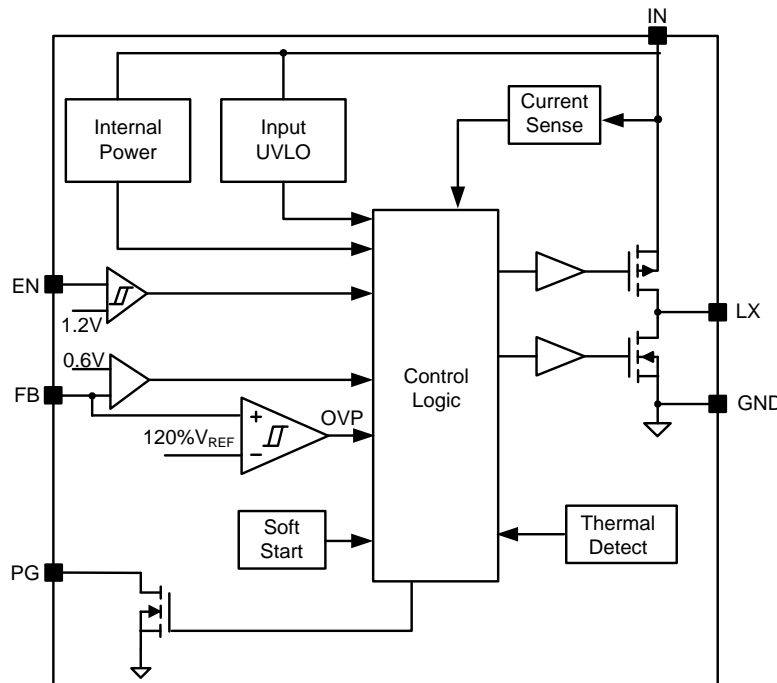 IN
Internal
Power
Input
UVLO
Current
Sense
EN
1.2V
LX
0.6V
FB
Control
Logic
GND
+
OVP
120%VREF
−
Soft
Start
Thermal
Detect
PG